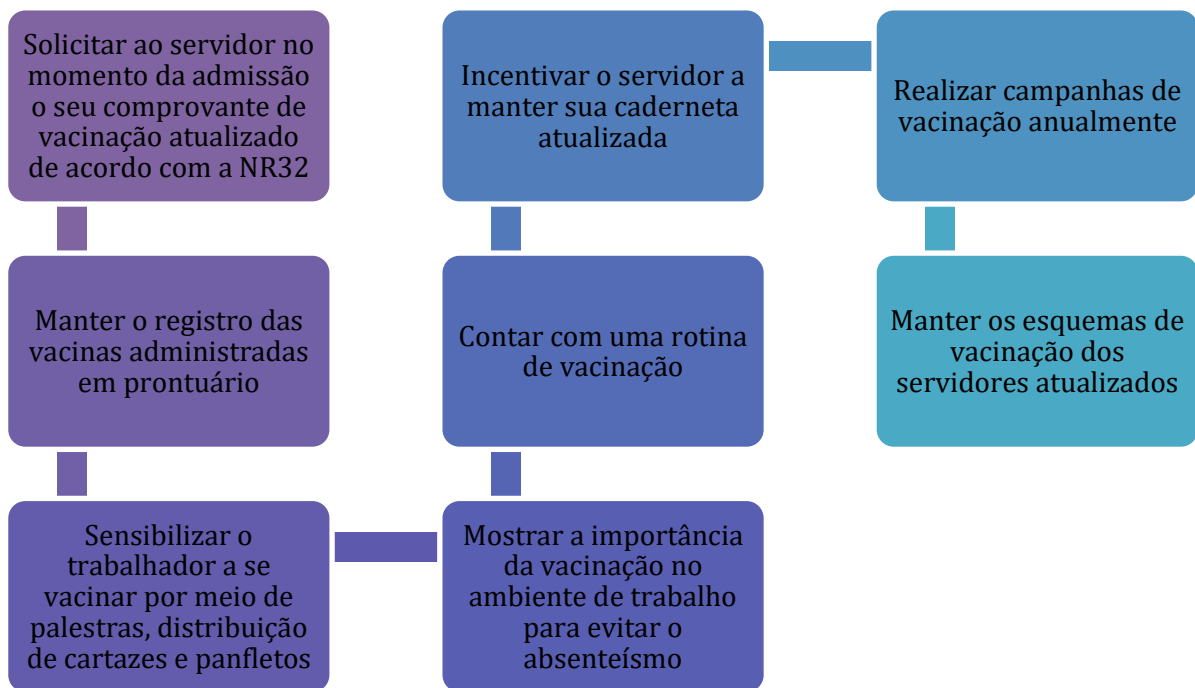 Solicitar ao servidor no
momento da admissão
o seu comprovante de
vacinação atualizado
de acordo com a NR32
Manter o registro das
vacinas administradas
em prontuário
Sensibilizar o
trabalhador a se
vacinar por meio de
palestras, distribuição
de cartazes e panfletos
Mostrar a importância
da vacinação no
ambiente de trabalho
para evitar o
absenteísmo
Contar com uma rotina
de vacinação
Incentivar o servidor a
manter sua caderneta
atualizada
Realizar campanhas de
vacinação anualmente
Manter os esquemas de
vacinação dos
servidores atualizados